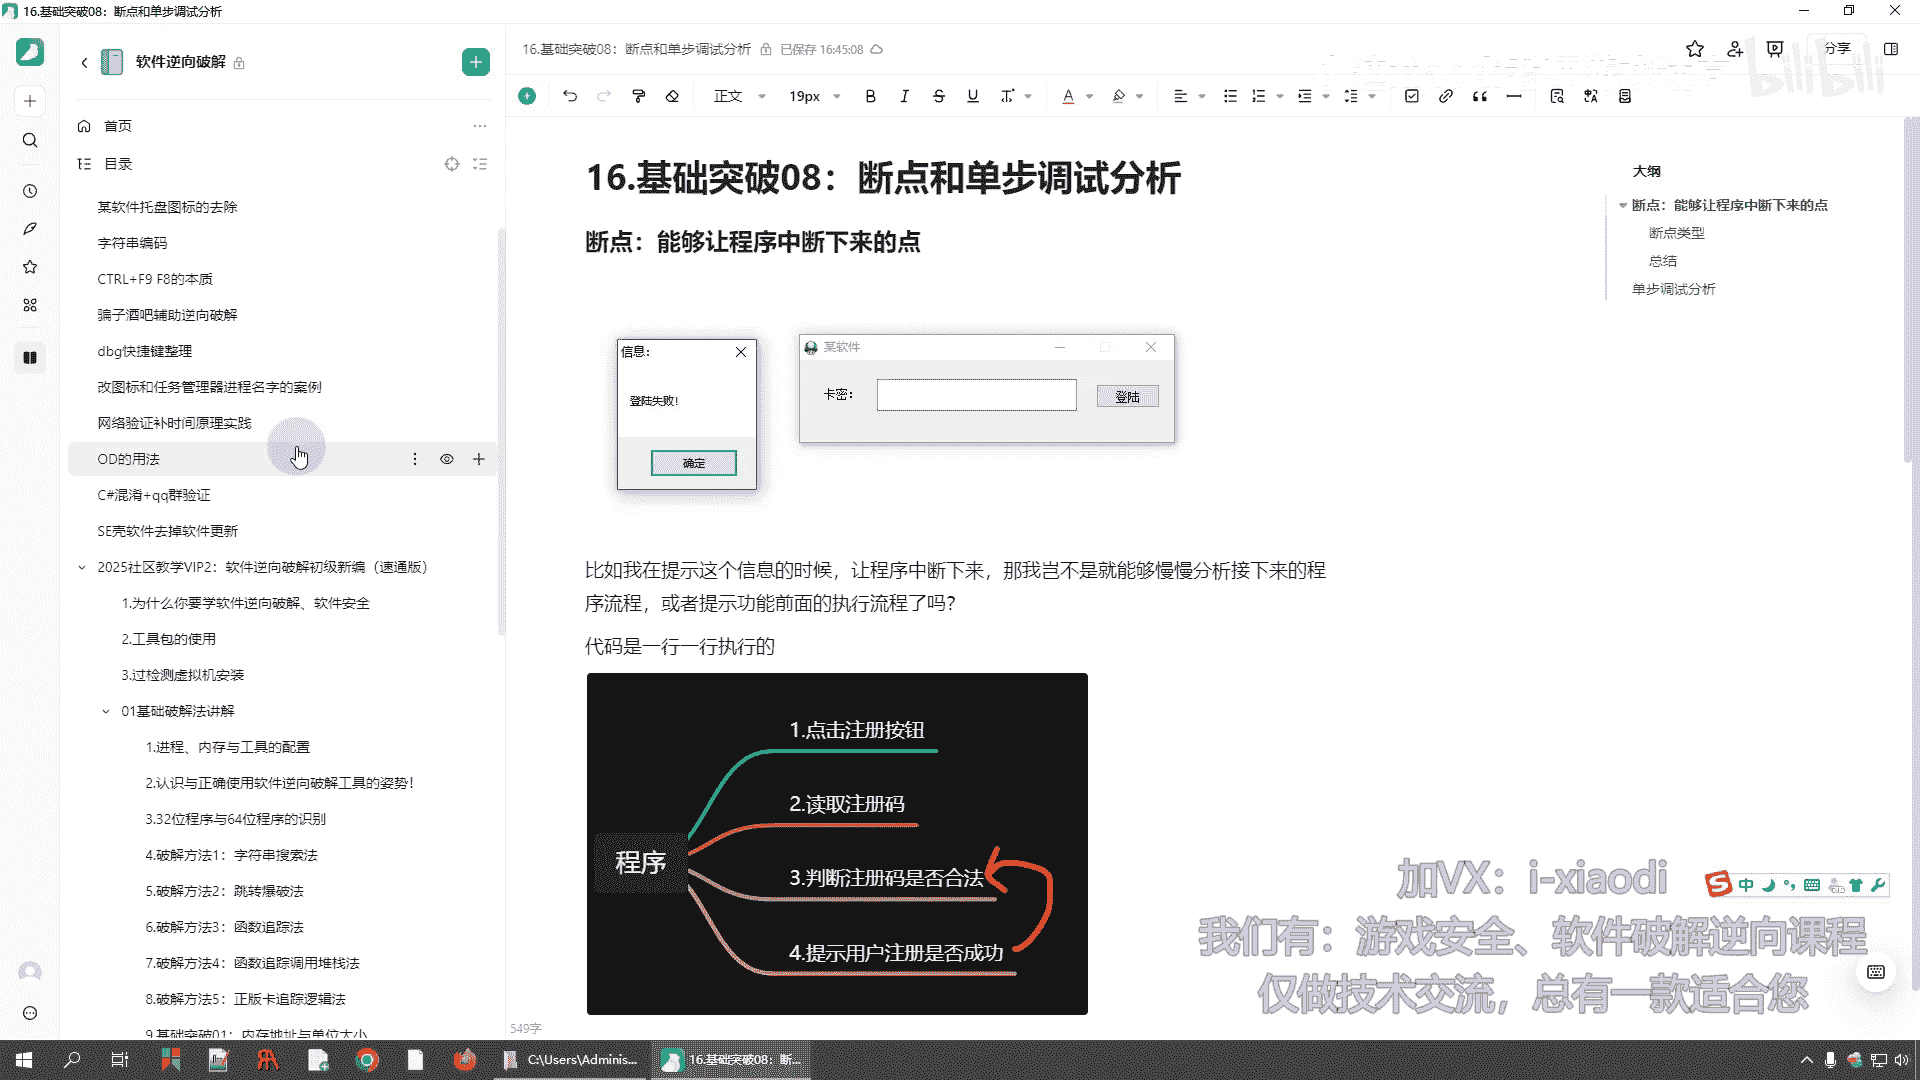 16.基础突破08：断点和单步调试分析
软件逆向破解
首页
目录
某软件托盘图标的去除
字符串编码
CTRL+F9 F8的本质
骗子酒吧辅助逆向破解
dbg快捷键整理
改图标和任务管理器进程名字的案例
网络验证补时间原理实践
OD的用法
C#混淆+qq群验证
SE壳软件去掉软件更新
2025社区教学VIP2：软件逆向破解初级新编（速通版）
1.为什么你要学软件逆向破解、软件安全
2.工具包的使用
3.过检测虚拟机安装
01基础破解法讲解
1.进程、内存与工具的配置
2.认识与正确使用软件逆向破解工具的姿势！
3.32位程序与64位程序的识别
4.破解方法1：字符串搜索法
5.破解方法2：跳转爆破法
6.破解方法3：函数追踪法
7.破解方法4：函数追踪调用堆栈法
8.破解方法5：正版卡追踪逻辑法
9.基础突破01：内存地址与单位大小
16.基础突破08：断点和单步调试分析 已保存 16:45:08
分享
bilibili
正文 19px
16.基础突破08：断点和单步调试分析
断点：能够让程序中断下来的点
信息：
登陆失败！
确定
某软件
卡密：
登陆
比如我在提示这个信息的时候，让程序中断下来，那我岂不是就能够慢慢分析接下来的程
序流程，或者提示功能前面的执行流程了吗？
代码是一行一行执行的
程序
1.点击注册按钮
2.读取注册码
3.判断注册码是否合法
4.提示用户注册是否成功
549字
大纲
断点：能够让程序中断下来的点
断点类型
总结
单步调试分析
加VX：i-xiaodi
中
我们有：游戏安全、软件破解逆向课程
仅做技术交流，总有一款适合您
C:\Users\Adminis...
16.基础突破08：断...